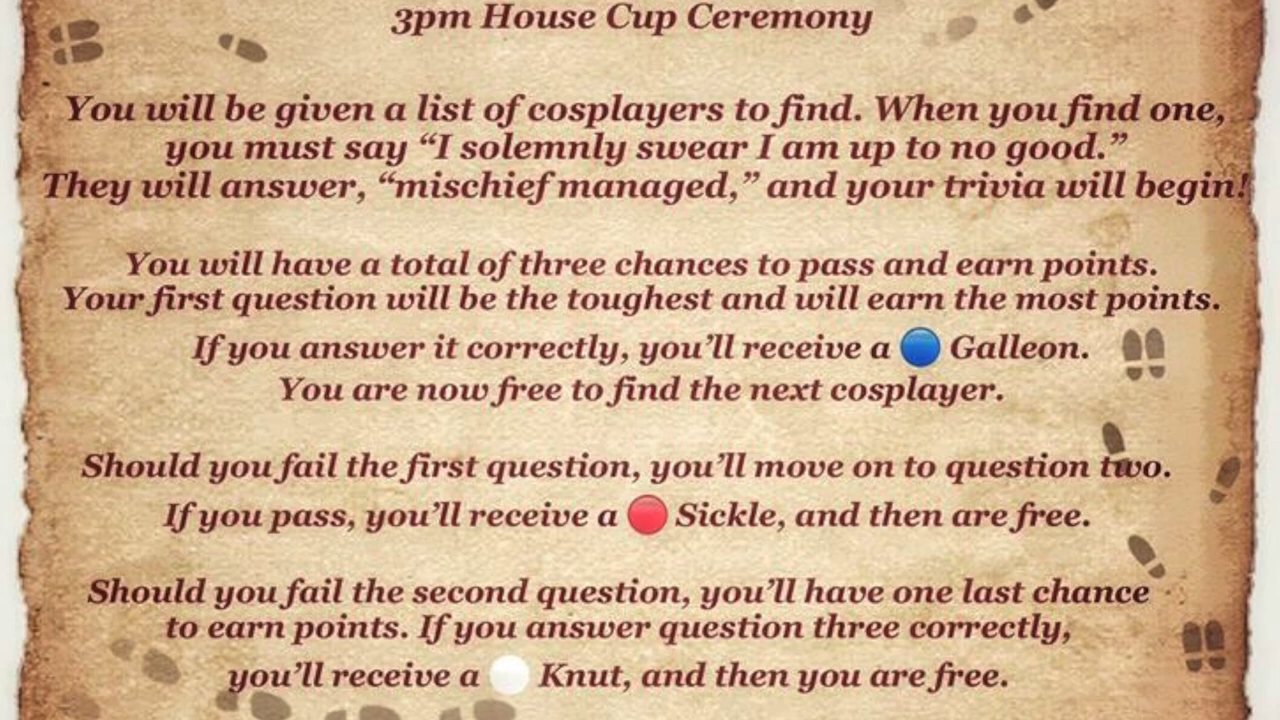 3pm House Cup Ceremony
You will be given a list of cosplayers to find. When you find one,
you must say “I solemnly swear I am up to no good.”
They will answer, “mischief managed,” and your trivia will begin!
You will have a total of three chances to pass and earn points.
Your first question will be the toughest and will earn the most points.
If you answer it correctly, you’ll receive a 🔵 Galleon.
You are now free to find the next cosplayer.
Should you fail the first question, you’ll move on to question two.
If you pass, you’ll receive a 🔴 Sickle, and then are free.
Should you fail the second question, you’ll have one last chance
to earn points. If you answer question three correctly,
you’ll receive a ⚪ Knut, and then you are free.